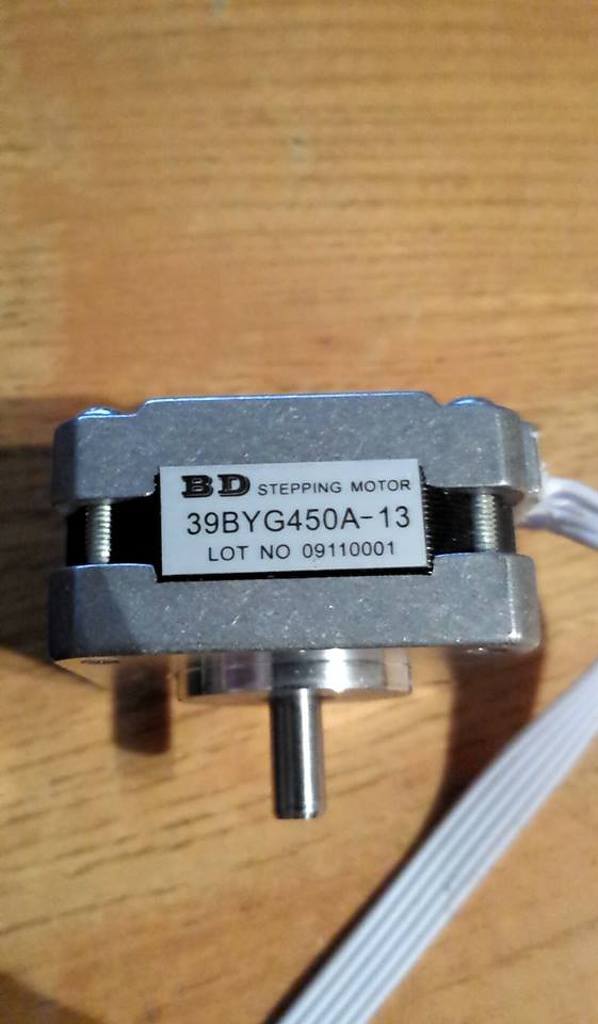 BD STEPPING MOTOR
39BYG450A-13
LOT NO 09110001